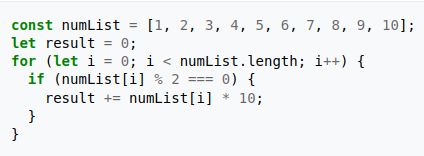 const numList = [1, 2, 3, 4, 5, 6, 7, 8, 9, 10];
let result = 0;
for (let i = 0; i < numList.length; i++) {
  if (numList[i] % 2 === 0) {
    result += numList[i] * 10;
  }
}